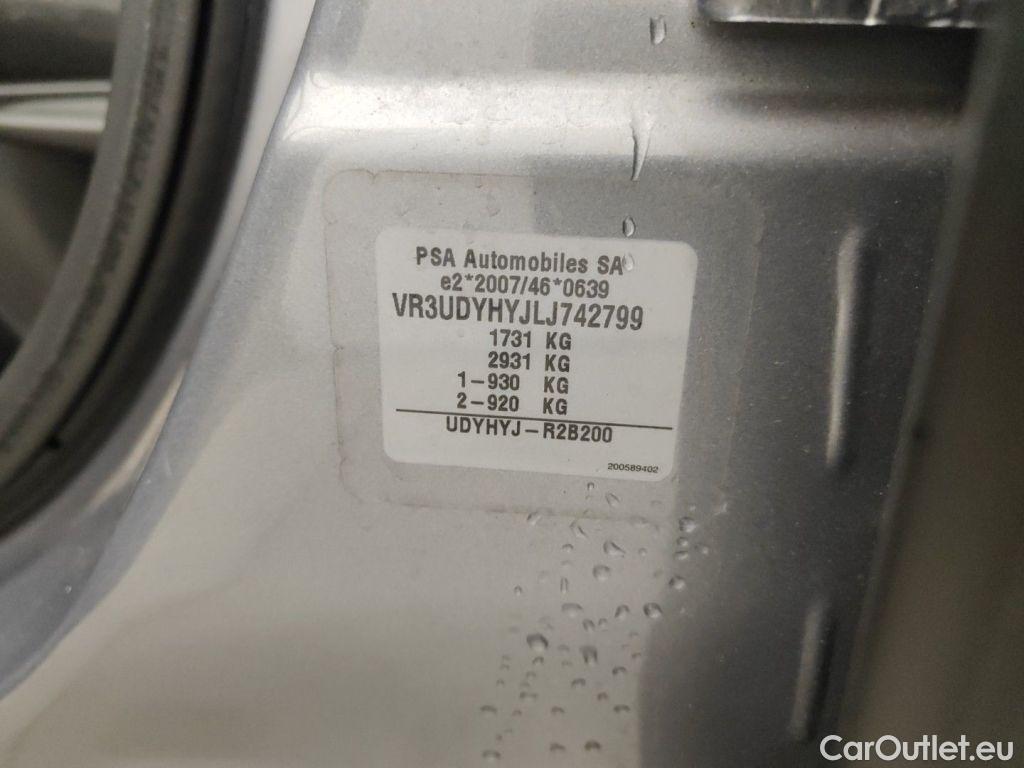 PSA Automobiles SA
e2*2007/46*0639
VR3UDYHYJLJ742799
1731 KG
2931 KG
1-930 KG
2-920 KG
UDYHYJ-R2B200
200589402
CarOutlet.eu